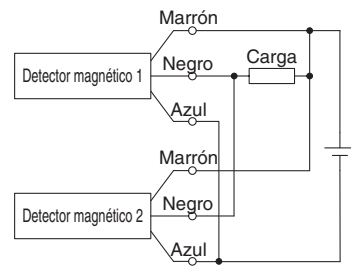 Marrón
Negro
Carga
Detector magnético 1
Azul
Marrón
Negro
Detector magnético 2
Azul